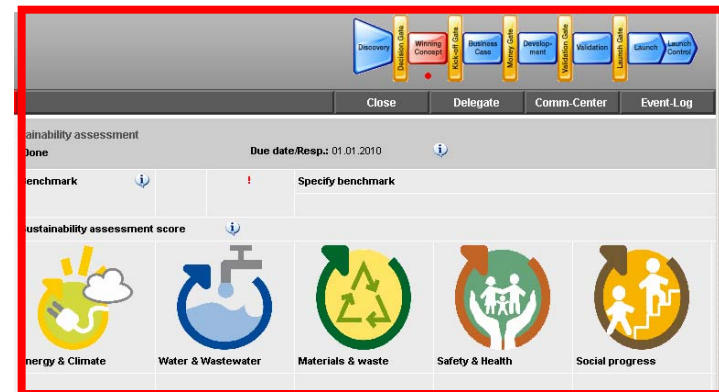 Discovery
Decision Gate
Winning
Concept
Kick-off Gate
Business
Case
Money Gate
Develop-
ment
Validation Gate
Validation
Launch Gate
Launch
Launch
Control
Close Delegate Comm-Center Event-Log
ainability assessment
Done Due date/Resp.: 01.01.2010
enchmark ! Specify benchmark
ustainability assessment score
nergy & Climate Water & Wastewater Materials & waste Safety & Health Social progress